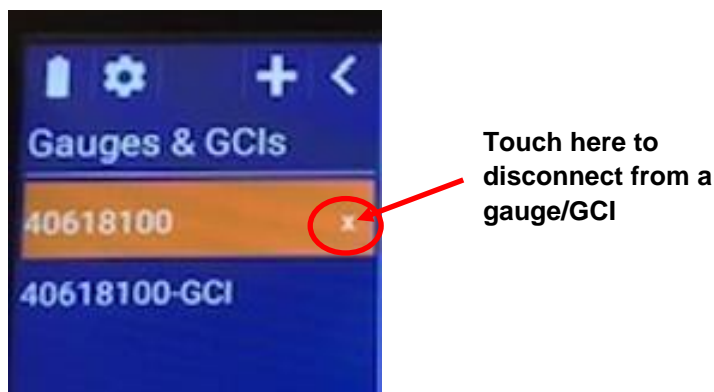 Gauges & GCIs
40618100 x
40618100-GCI
Touch here to
disconnect from a
gauge/GCI